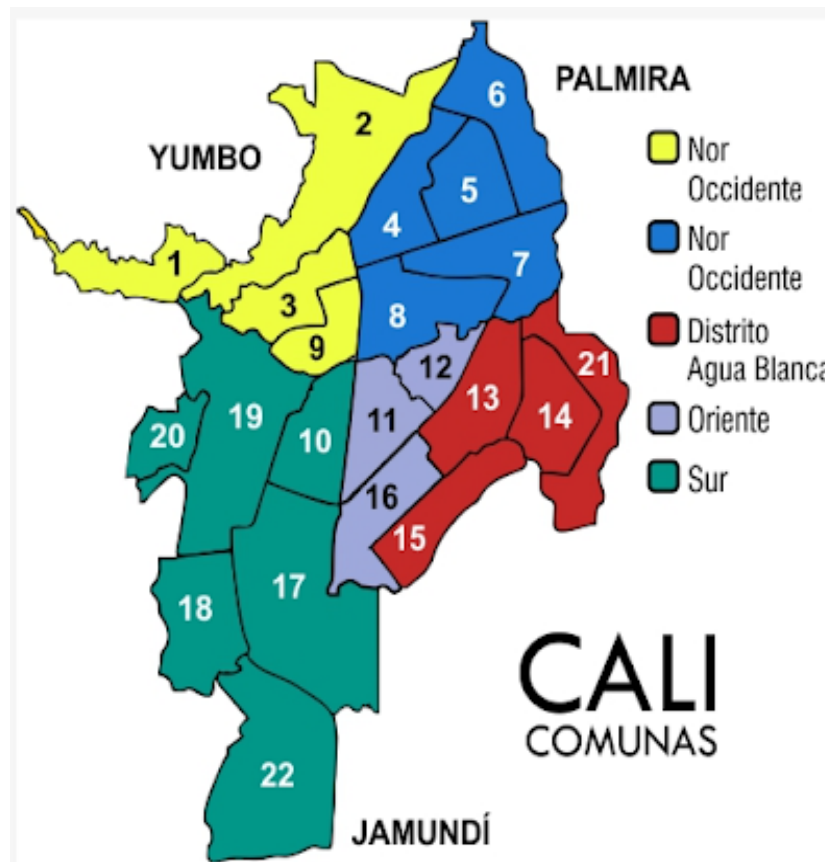 PALMIRA
YUMBO
6
2
5
4
7
1
3
8
9
12
21
13
14
19
20
10
11
16
15
17
18
22
Nor
Occidente
Nor
Occidente
Distrito
Agua Blanca
Oriente
Sur
CALI
COMUNAS
JAMUNDÍ